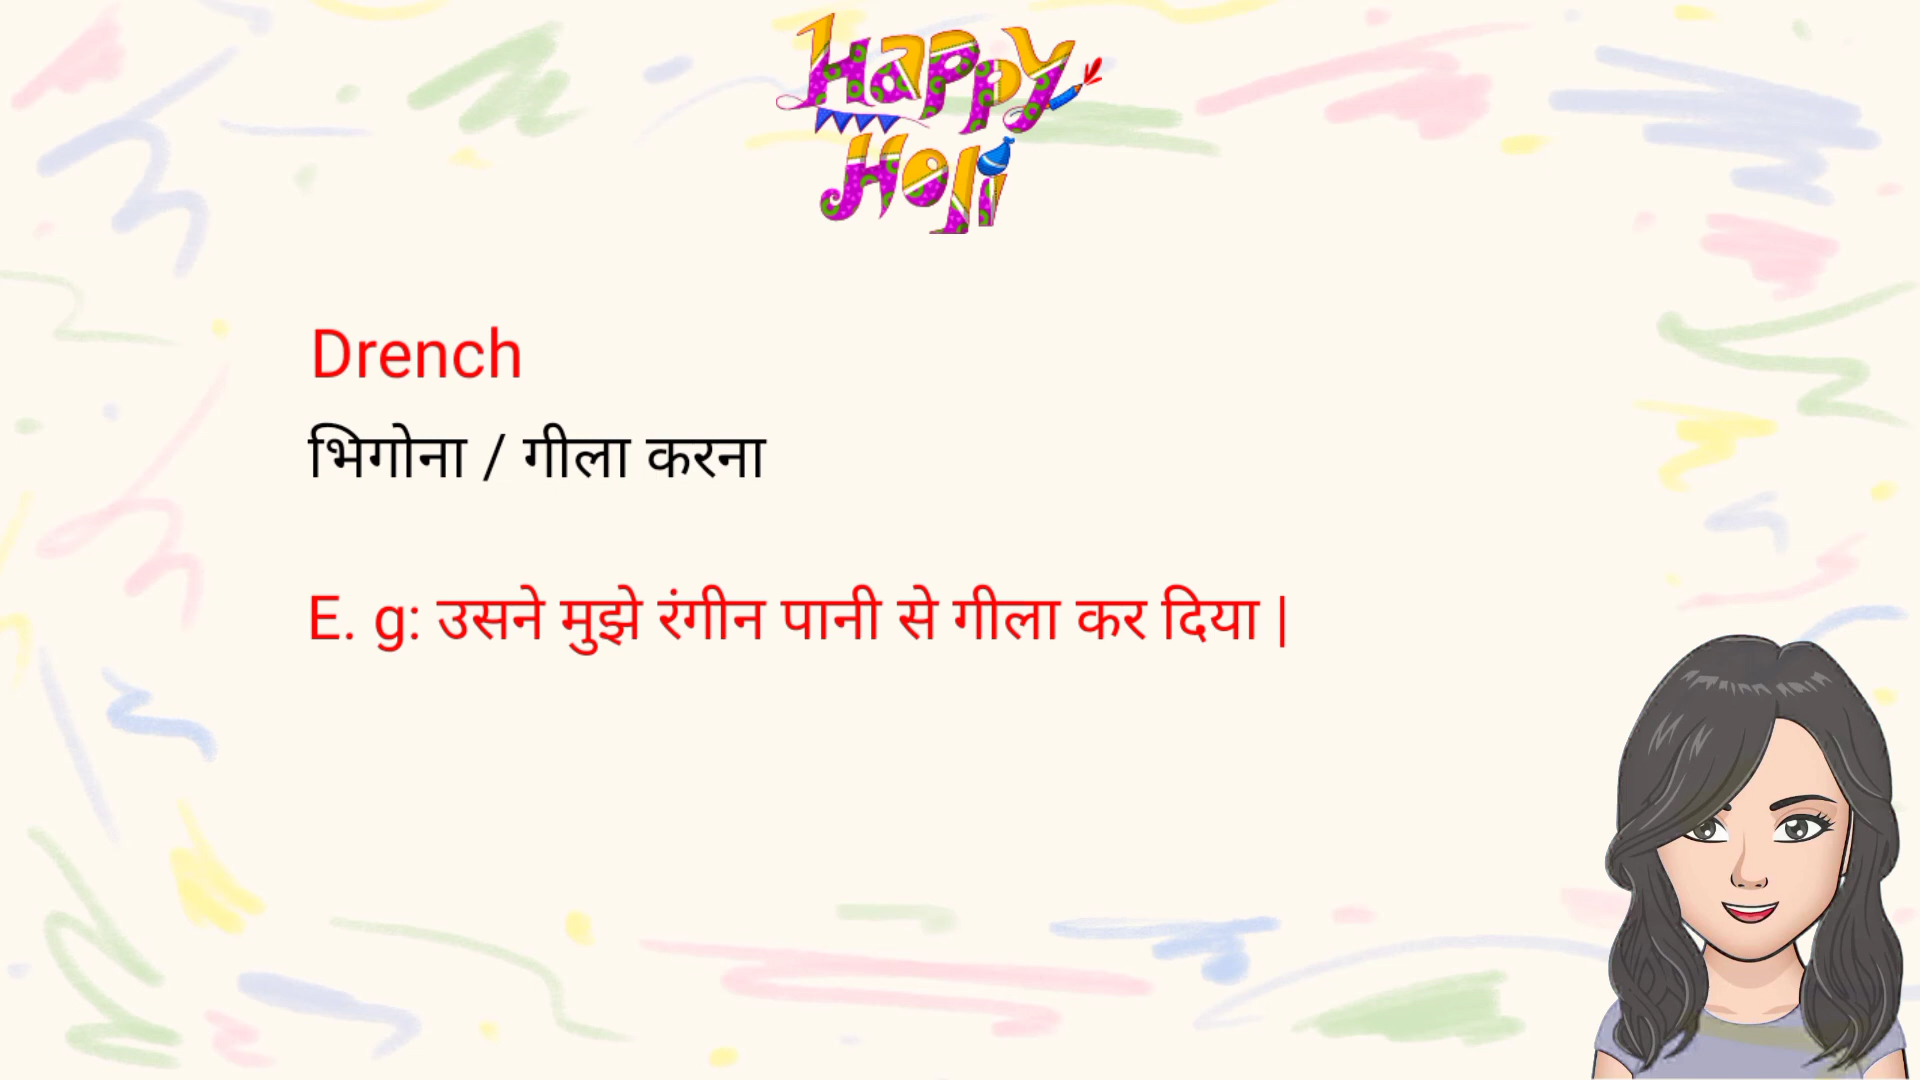 Happy
Holi
Drench
भिगोना / गीला करना
E. g: उसने मुझे रंगीन पानी से गीला कर दिया |